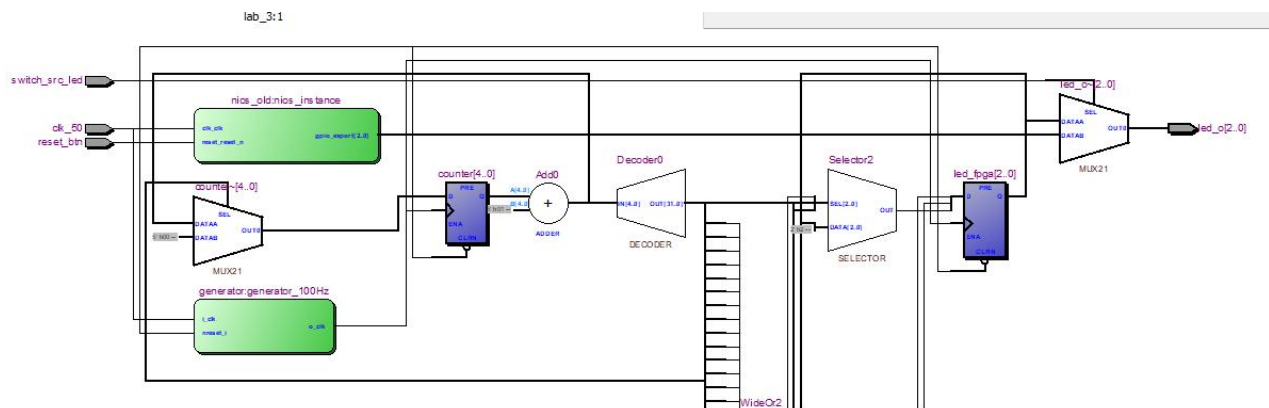 lab_3:1
switch_src_led
clk_50
reset_btn
nios_old:nios_instance
clk_clk
reset_reset_n
gpio_export[2..0]
counter~[4..0]
SEL
DATAA
DATAB
OUT0
MUX21
generator:generator_100Hz
i_clk
nreset_i
o_clk
counter[4..0]
PRE
D
Q
ENA
CLRN
Add0
A[4..0]
B[4..0]
+
ADDER
Decoder0
IN[4..0]
OUT[31..0]
DECODER
WideOr2
Selector2
SEL[2..0]
DATA[2..0]
OUT
SELECTOR
led_fpga[2..0]
PRE
D
Q
ENA
CLRN
led_o~[2..0]
SEL
DATAA
DATAB
OUT0
MUX21
led_o[2..0]